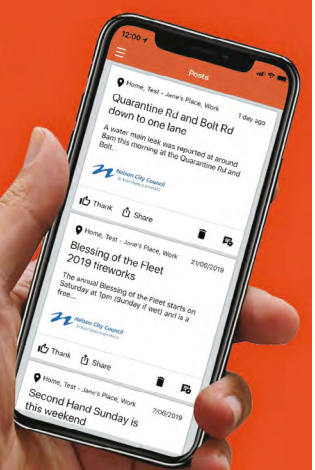 12:00
Posts
Home, Test - Jane's Place, Work
1 day ago
Quarantine Rd and Bolt Rd
down to one lane
A water main leak was reported at around
8am this morning at the Quarantine Rd and
Bolt...
Nelson City Council
Thank Share
Home, Test - Jane's Place, Work
21/06/2019
Blessing of the Fleet
2019 fireworks
The annual Blessing of the Fleet starts on
Saturday at 1pm (Sunday if wet) and is a
free...
Nelson City Council
Thank Share
Home, Test - Jane's Place, Work
7/06/2019
Second Hand Sunday is
this weekend